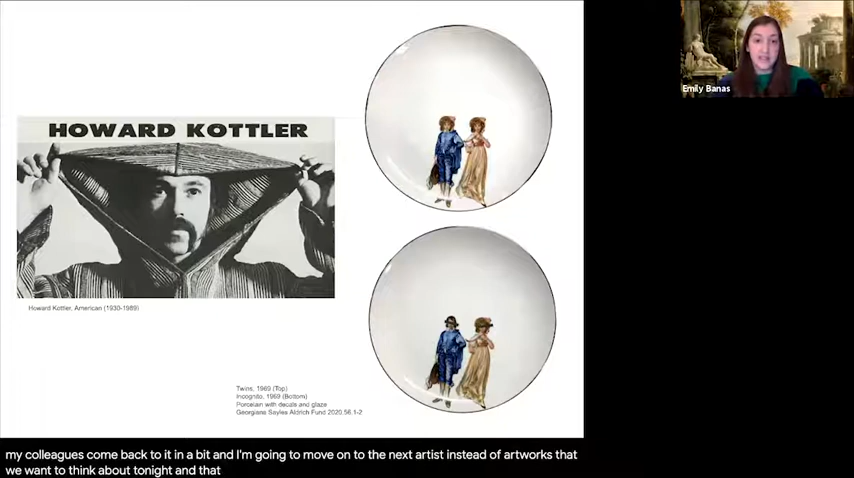 HOWARD KOTTLER
Howard Kottler, American (1930-1989)
Twins, 1969 (Top)
Incognito, 1969 (Bottom)
Porcelain with decals and glaze
Georgiana Sayles Aldrich Fund 2020.56.1-2
Emily Banas
my colleagues come back to it in a bit and I'm going to move on to the next artist instead of artworks that
we want to think about tonight and that